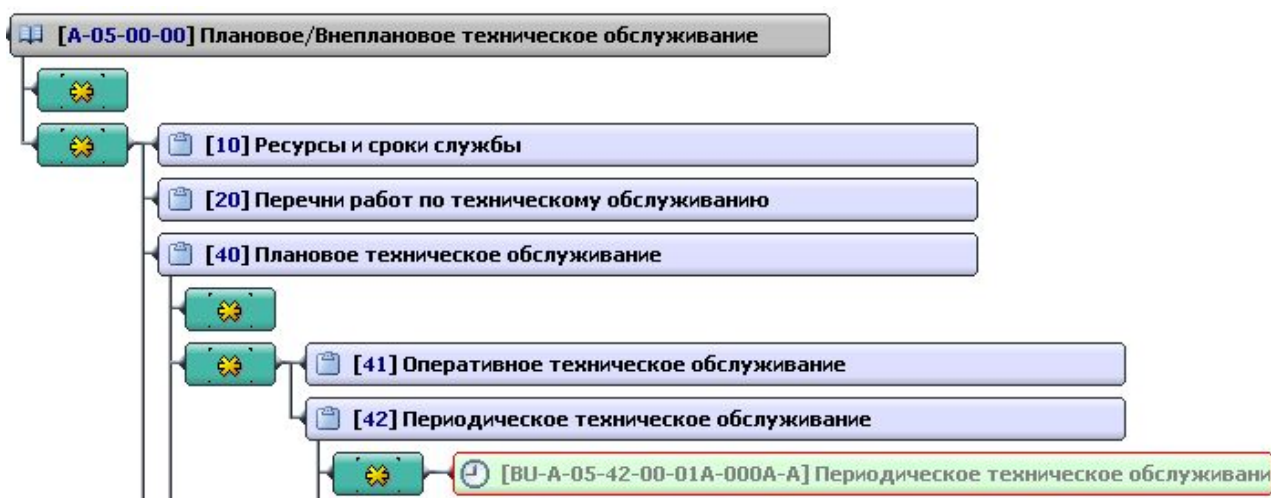 [A-05-00-00] Плановое/Внеплановое техническое обслуживание
[10] Ресурсы и сроки службы
[20] Перечни работ по техническому обслуживанию
[40] Плановое техническое обслуживание
[41] Оперативное техническое обслуживание
[42] Периодическое техническое обслуживание
[BU-A-05-42-00-01A-000A-A] Периодическое техническое обслуживани